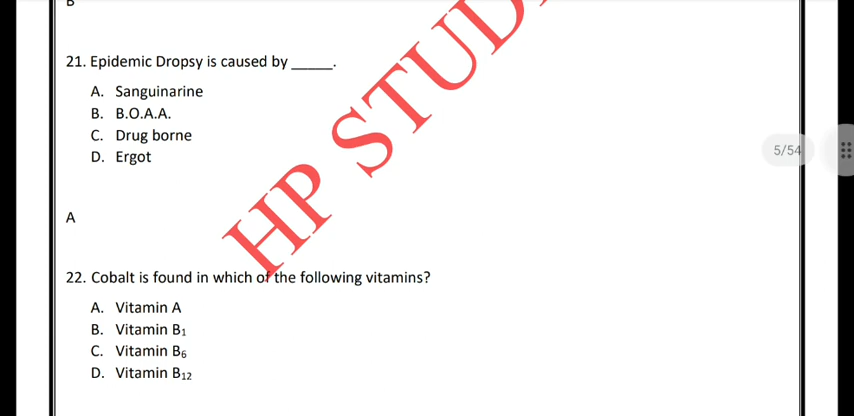 B
21. Epidemic Dropsy is caused by _____.
A. Sanguinarine
B. B.O.A.A.
C. Drug borne
D. Ergot
A
22. Cobalt is found in which of the following vitamins?
A. Vitamin A
B. Vitamin B₁
C. Vitamin B₆
D. Vitamin B₁₂
HP STUD
5/54